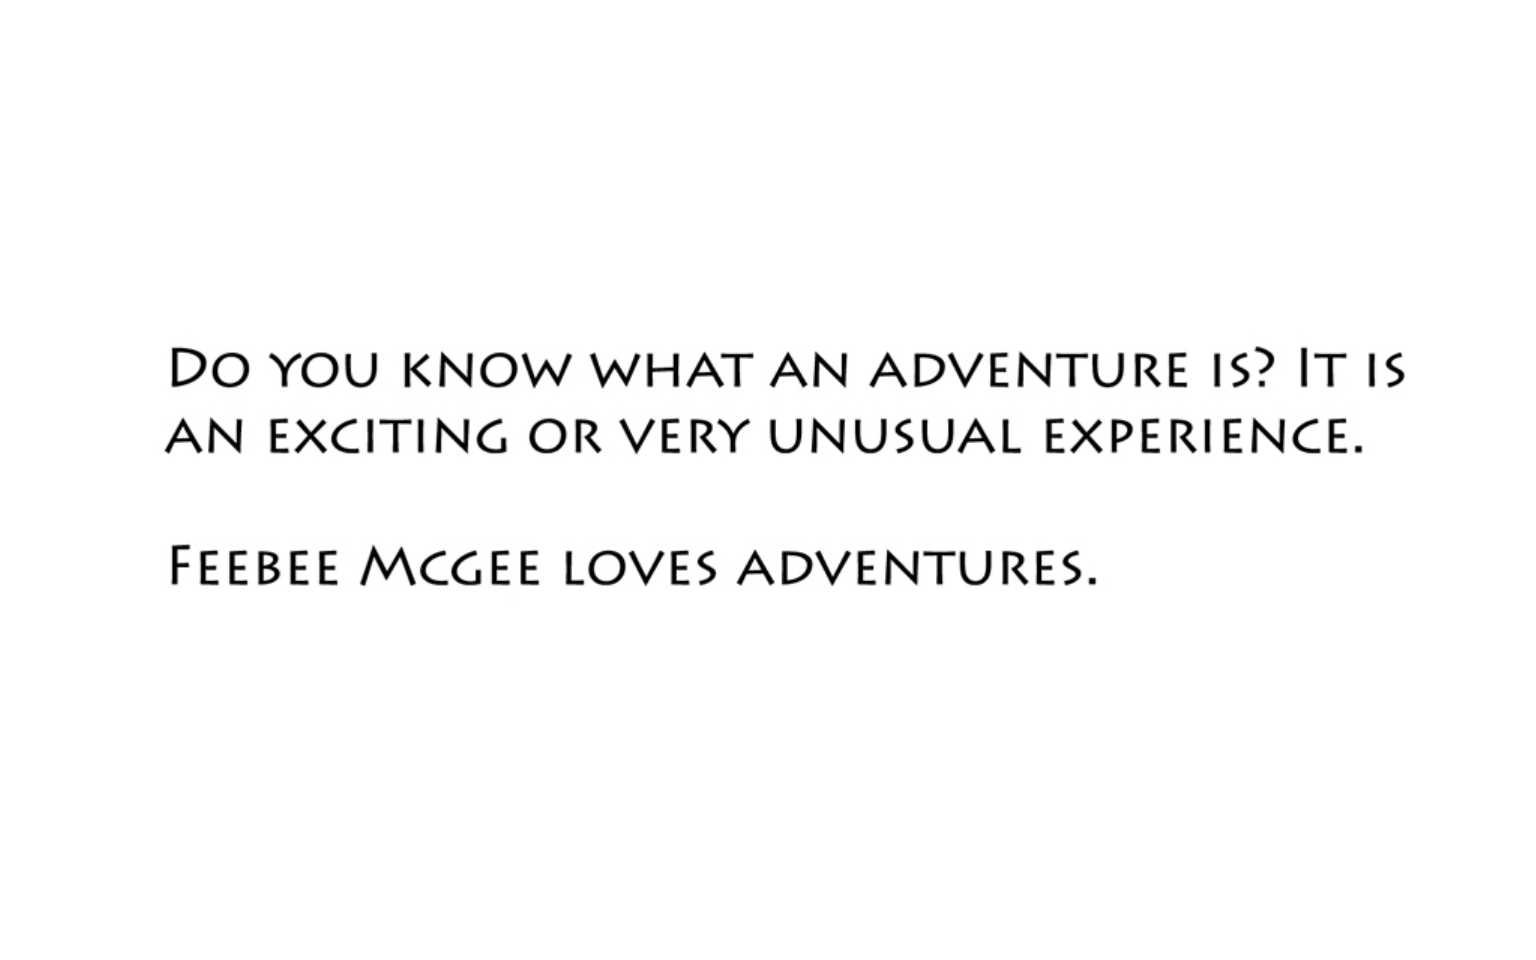 Do you know what an adventure is? It is
an exciting or very unusual experience.
Feebee McGee loves adventures.